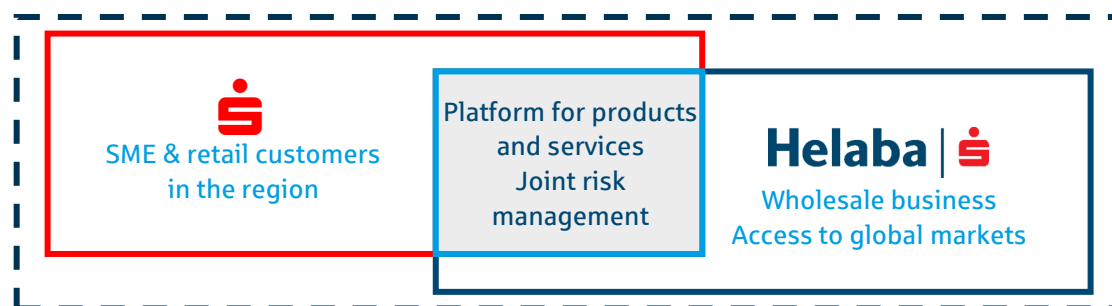 SME & retail customers
in the region
Platform for products
and services
Joint risk
management
Helaba
Wholesale business
Access to global markets